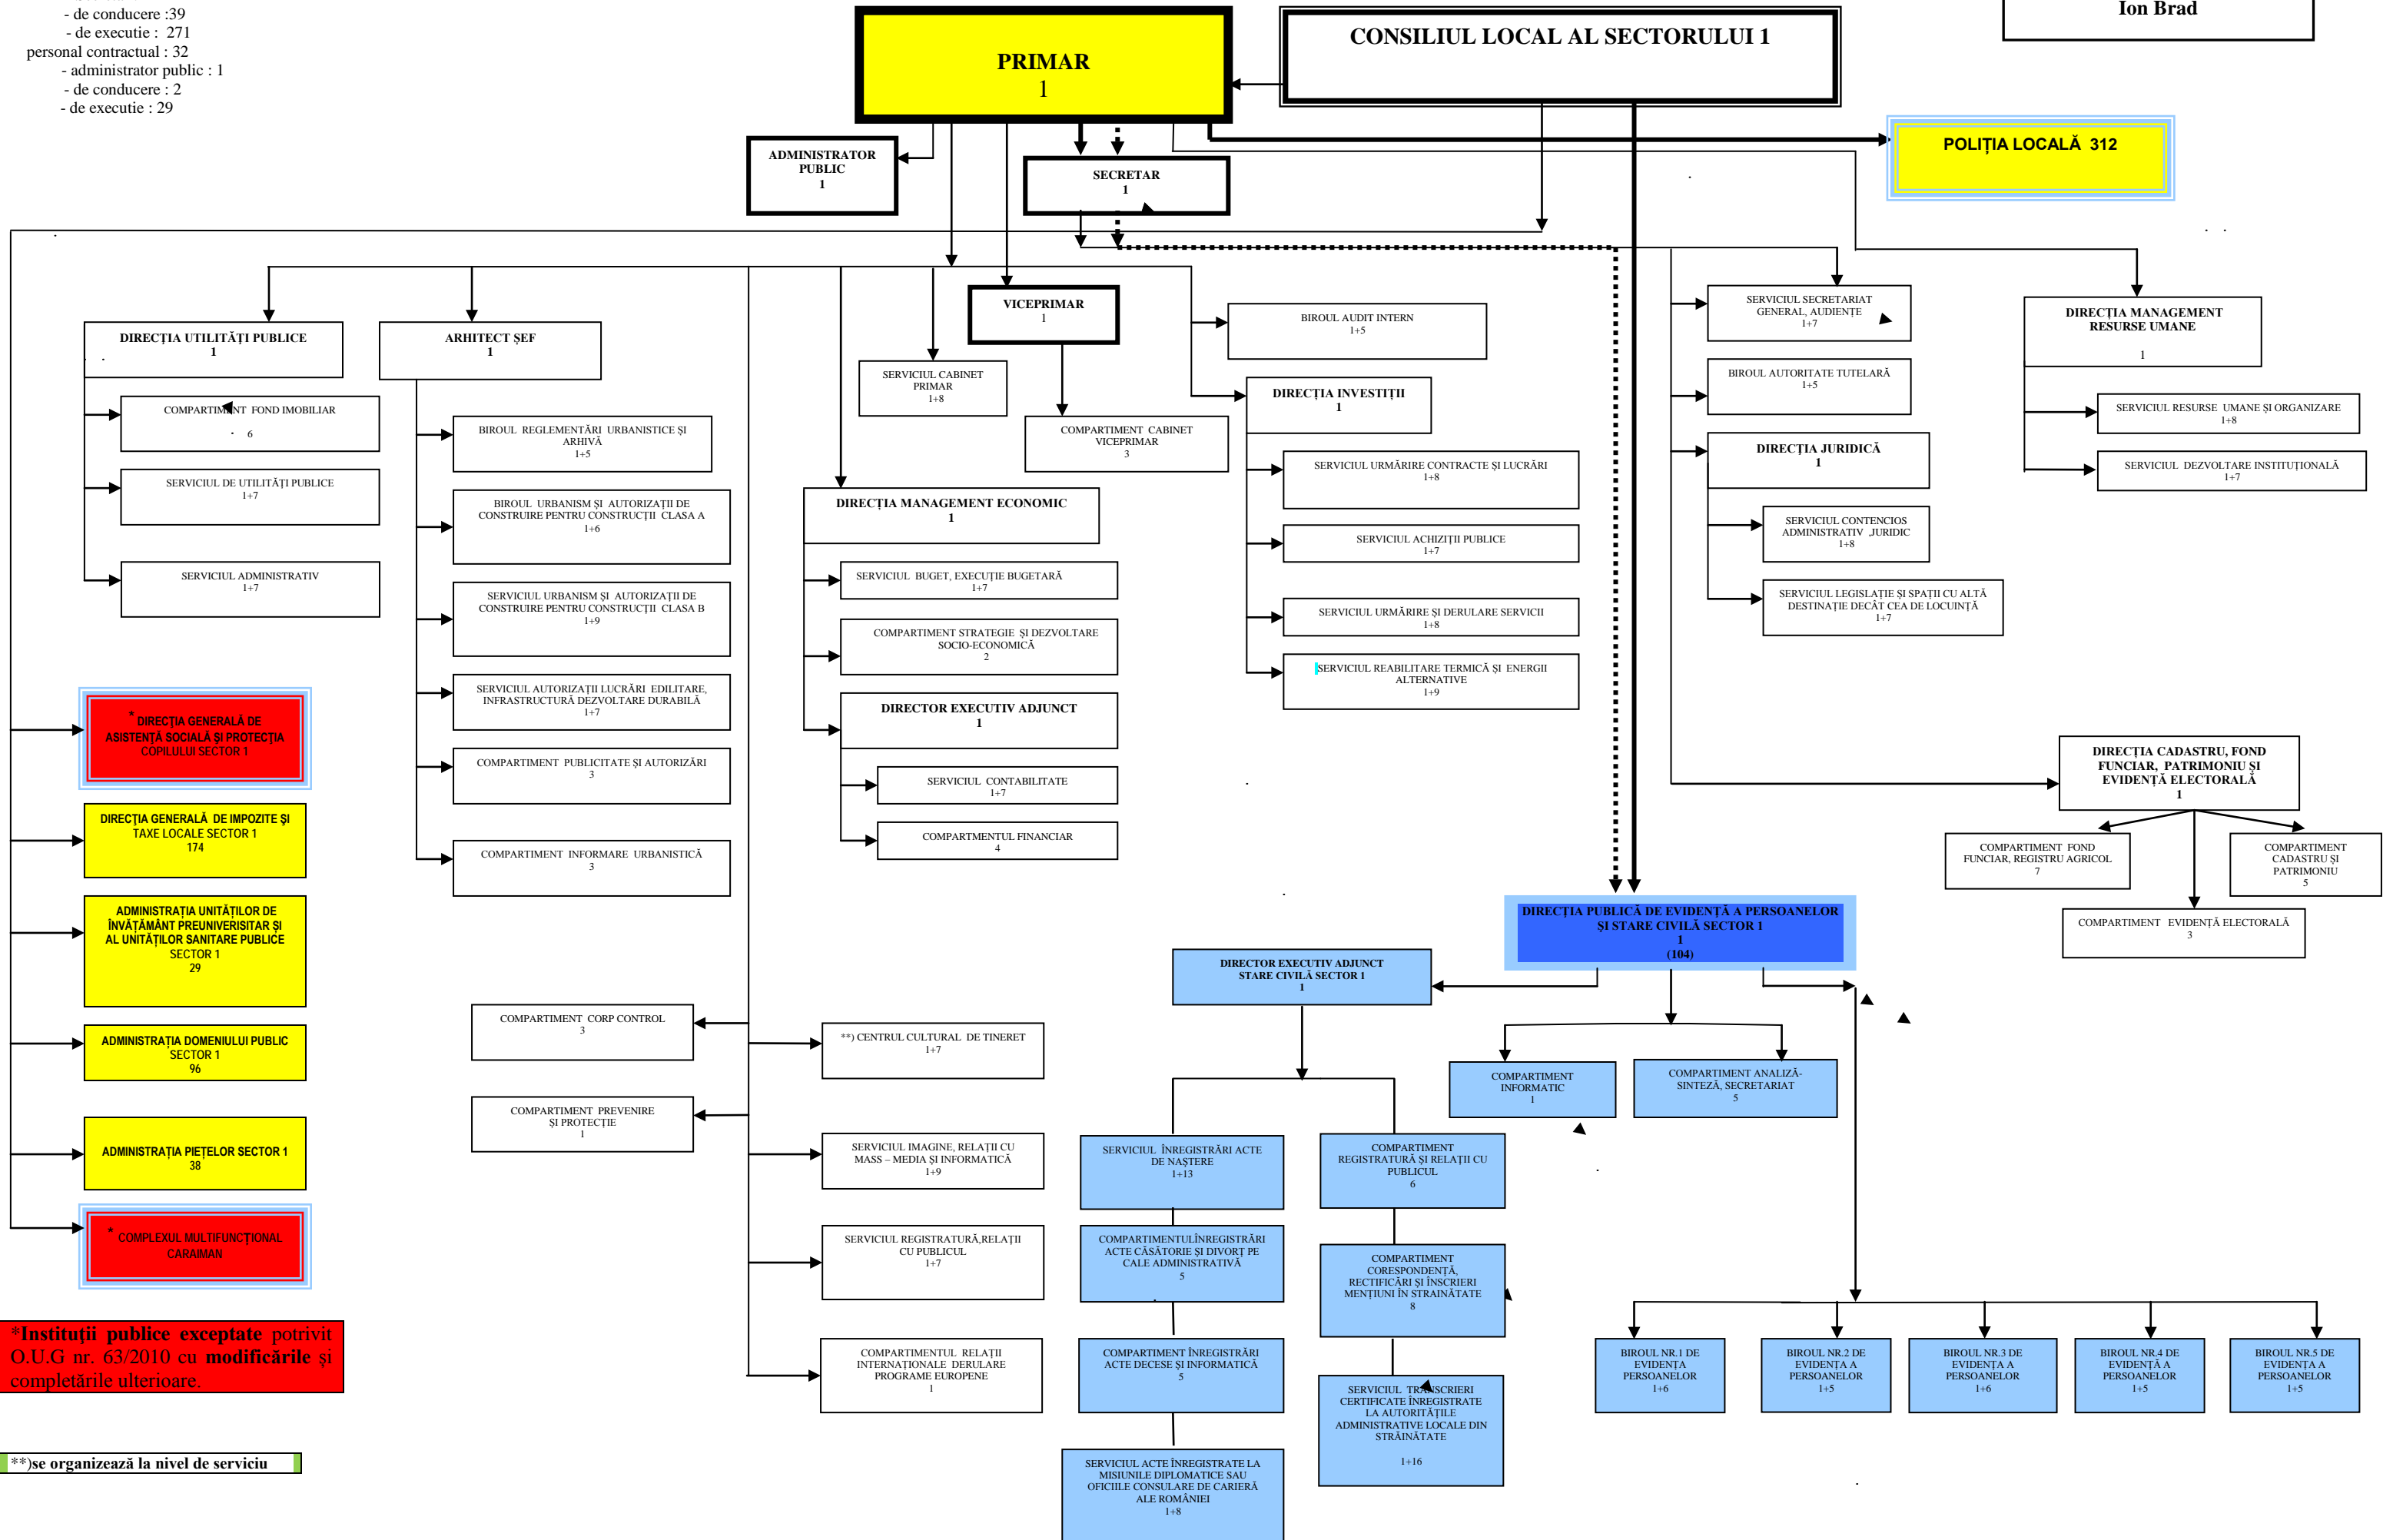 - de conducere :39
- de executie :  271
personal contractual : 32
- administrator public : 1
- de conducere : 2
- de executie : 29
PRIMAR
1
CONSILIUL LOCAL AL SECTORULUI 1
Ion Brad
POLIȚIA LOCALĂ  312
ADMINISTRATOR
PUBLIC
1
SECRETAR
1
VICEPRIMAR
1
DIRECȚIA UTILITĂȚI PUBLICE
1
COMPARTIMENT  FOND IMOBILIAR
6
SERVICIUL DE UTILITĂȚI PUBLICE
1+7
SERVICIUL ADMINISTRATIV
1+7
ARHITECT ȘEF
1
BIROUL  REGLEMENTĂRI  URBANISTICE ȘI
ARHIVĂ
1+5
BIROUL  URBANISM ȘI  AUTORIZAȚII DE
CONSTRUIRE PENTRU CONSTRUCȚII  CLASA A
1+6
SERVICIUL URBANISM ȘI  AUTORIZAȚII DE
CONSTRUIRE PENTRU CONSTRUCȚII  CLASA B
1+9
SERVICIUL AUTORIZAȚII LUCRĂRI  EDILITARE,
INFRASTRUCTURĂ DEZVOLTARE DURABILĂ
1+7
COMPARTIMENT  PUBLICITATE ȘI AUTORIZĂRI
3
COMPARTIMENT  INFORMARE  URBANISTICĂ
3
SERVICIUL CABINET
PRIMAR
1+8
COMPARTIMENT  CABINET
VICEPRIMAR
3
DIRECȚIA MANAGEMENT ECONOMIC
1
SERVICIUL  BUGET, EXECUȚIE BUGETARĂ
1+7
COMPARTIMENT STRATEGIE  ȘI DEZVOLTARE
SOCIO-ECONOMICĂ
2
DIRECTOR EXECUTIV ADJUNCT
1
SERVICIUL  CONTABILITATE
1+7
COMPARTMENTUL FINANCIAR
4
BIROUL AUDIT INTERN
1+5
DIRECȚIA INVESTIȚII
1
SERVICIUL URMĂRIRE CONTRACTE ȘI LUCRĂRI
1+8
SERVICIUL ACHIZIȚII PUBLICE
1+7
SERVICIUL URMĂRIRE ȘI DERULARE SERVICII
1+8
SERVICIUL REABILITARE TERMICĂ ȘI  ENERGII
ALTERNATIVE
1+9
SERVICIUL SECRETARIAT
GENERAL, AUDIENȚE
1+7
BIROUL AUTORITATE TUTELARĂ
1+5
DIRECȚIA JURIDICĂ
1
SERVICIUL CONTENCIOS
ADMINISTRATIV  ,JURIDIC
1+8
SERVICIUL LEGISLAȚIE ȘI SPAȚII CU ALTĂ
DESTINAȚIE DECÂT CEA DE LOCUINȚĂ
1+7
DIRECȚIA MANAGEMENT
RESURSE UMANE
1
SERVICIUL RESURSE  UMANE ȘI ORGANIZARE
1+8
SERVICIUL  DEZVOLTARE INSTITUȚIONALĂ
1+7
DIRECȚIA CADASTRU, FOND
FUNCIAR,  PATRIMONIU ȘI
EVIDENȚĂ ELECTORALĂ
1
COMPARTIMENT  FOND
FUNCIAR, REGISTRU AGRICOL
7
COMPARTIMENT
CADASTRU ȘI
PATRIMONIU
5
COMPARTIMENT   EVIDENȚĂ ELECTORALĂ
3
* DIRECŢIA GENERALĂ DE
ASISTENŢĂ SOCIALĂ ŞI PROTECŢIA
COPILULUI SECTOR 1
DIRECŢIA GENERALĂ  DE IMPOZITE ŞI
TAXE LOCALE SECTOR 1
174
ADMINISTRAȚIA UNITĂȚILOR DE
ÎNVĂȚĂMÂNT PREUNIVERISITAR ȘI
AL UNITĂȚILOR SANITARE PUBLICE
SECTOR 1
29
ADMINISTRAȚIA DOMENIULUI PUBLIC
SECTOR 1
96
ADMINISTRAȚIA PIEȚELOR SECTOR 1
38
* COMPLEXUL MULTIFUNCȚIONAL
CARAIMAN
*Instituții publice exceptate potrivit
O.U.G nr. 63/2010 cu modificările și
completările ulterioare.
**)se organizează la nivel de serviciu
COMPARTIMENT  CORP CONTROL
3
COMPARTIMENT  PREVENIRE
ȘI PROTECȚIE
1
**) CENTRUL CULTURAL  DE TINERET
1+7
SERVICIUL IMAGINE, RELAȚII CU
MASS – MEDIA ȘI INFORMATICĂ
1+9
SERVICIUL REGISTRATURĂ,RELAȚII
CU PUBLICUL
1+7
COMPARTIMENTUL  RELAȚII
INTERNAȚIONALE  DERULARE
PROGRAME EUROPENE
1
DIRECȚIA PUBLICĂ DE EVIDENȚĂ A PERSOANELOR
ȘI STARE CIVILĂ SECTOR 1
1
(104)
DIRECTOR EXECUTIV ADJUNCT
STARE CIVILĂ SECTOR 1
1
COMPARTIMENT
INFORMATIC
1
COMPARTIMENT ANALIZĂ-
SINTEZĂ, SECRETARIAT
5
SERVICIUL  ÎNREGISTRĂRI  ACTE
DE NAȘTERE
1+13
COMPARTIMENTULÎNREGISTRĂRI
ACTE CĂSĂTORIE ȘI DIVORȚ PE
CALE ADMINISTRATIVĂ
5
COMPARTIMENT ÎNREGISTRĂRI
ACTE DECESE ȘI INFORMATICĂ
5
SERVICIUL ACTE ÎNREGISTRATE LA
MISIUNILE DIPLOMATICE SAU
OFICIILE CONSULARE DE CARIERĂ
ALE ROMÂNIEI
1+8
COMPARTIMENT
REGISTRATURĂ ȘI RELAȚII CU
PUBLICUL
6
COMPARTIMENT
CORESPONDENȚĂ,
RECTIFICĂRI ȘI ÎNSCRIERI
MENȚIUNI ÎN STRAINĂTATE
8
SERVICIUL  TRANSCRIERI
CERTIFICATE ÎNREGISTRATE
LA AUTORITĂȚILE
ADMINISTRATIVE LOCALE DIN
STRĂINĂTATE
1+16
BIROUL NR.1 DE
EVIDENȚA
PERSOANELOR
1+6
BIROUL NR.2 DE
EVIDENȚA A
PERSOANELOR
1+5
BIROUL NR.3 DE
EVIDENȚA A
PERSOANELOR
1+6
BIROUL NR.4 DE
EVIDENȚĂ A
PERSOANELOR
1+5
BIROUL NR.5 DE
EVIDENȚA A
PERSOANELOR
1+5